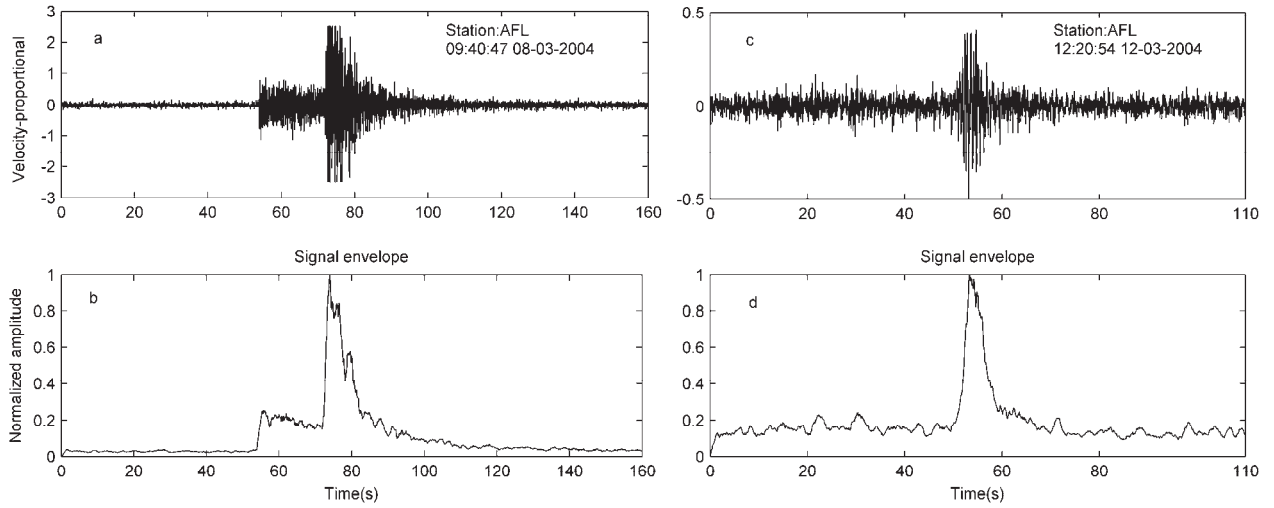 3
2
1
0
-1
-2
-3
Velocity-proportional
a
Station:AFL
09:40:47 08-03-2004
0 20 40 60 80 100 120 140 160
0.5
0
-0.5
c
Station:AFL
12:20:54 12-03-2004
0 20 40 60 80 110
Signal envelope
1
0.8
0.6
0.4
0.2
0
Normalized amplitude
b
0 20 40 60 80 100 120 140 160
Time(s)
Signal envelope
1
0.8
0.6
0.4
0.2
0
d
0 20 40 60 80 110
Time(s)